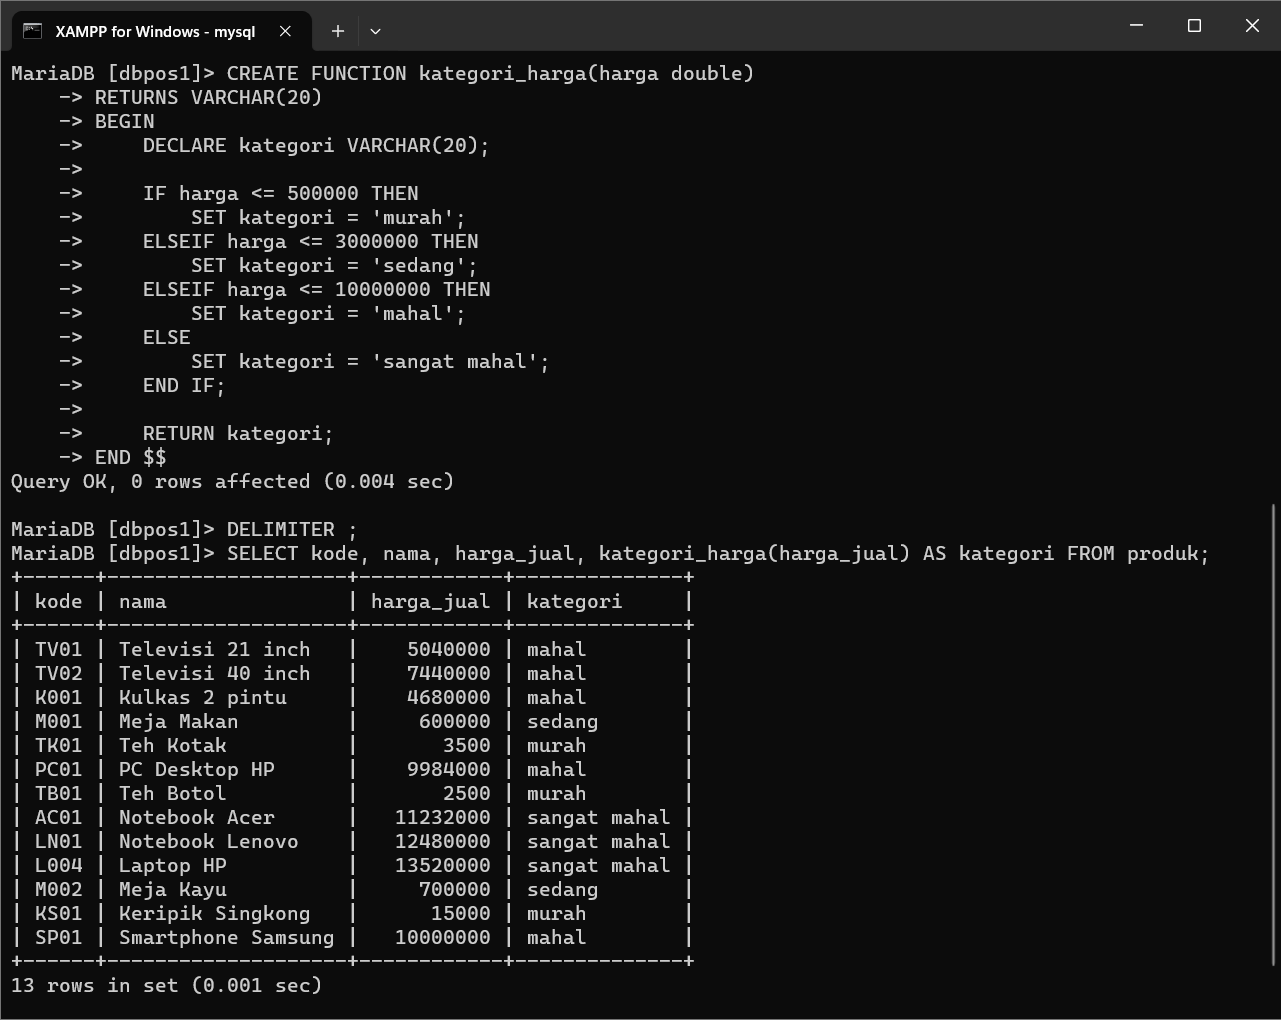 XAMPP for Windows - mysql
MariaDB [dbpos1]> CREATE FUNCTION kategori_harga(harga double)
    -> RETURNS VARCHAR(20)
    -> BEGIN
    ->     DECLARE kategori VARCHAR(20);
    ->
    ->     IF harga <= 500000 THEN
    ->         SET kategori = 'murah';
    ->     ELSEIF harga <= 3000000 THEN
    ->         SET kategori = 'sedang';
    ->     ELSEIF harga <= 10000000 THEN
    ->         SET kategori = 'mahal';
    ->     ELSE
    ->         SET kategori = 'sangat mahal';
    ->     END IF;
    ->
    ->     RETURN kategori;
    -> END $$
Query OK, 0 rows affected (0.004 sec)

MariaDB [dbpos1]> DELIMITER ;
MariaDB [dbpos1]> SELECT kode, nama, harga_jual, kategori_harga(harga_jual) AS kategori FROM produk;
+------+--------------------+------------+--------------+
| kode | nama               | harga_jual | kategori     |
+------+--------------------+------------+--------------+
| TV01 | Televisi 21 inch   |    5040000 | mahal        |
| TV02 | Televisi 40 inch   |    7440000 | mahal        |
| K001 | Kulkas 2 pintu     |    4680000 | mahal        |
| M001 | Meja Makan         |     600000 | sedang       |
| TK01 | Teh Kotak          |       3500 | murah        |
| PC01 | PC Desktop HP      |    9984000 | mahal        |
| TB01 | Teh Botol          |       2500 | murah        |
| AC01 | Notebook Acer      |   11232000 | sangat mahal |
| LN01 | Notebook Lenovo    |   12480000 | sangat mahal |
| L004 | Laptop HP          |   13520000 | sangat mahal |
| M002 | Meja Kayu          |     700000 | sedang       |
| KS01 | Keripik Singkong   |      15000 | murah        |
| SP01 | Smartphone Samsung |   10000000 | mahal        |
+------+--------------------+------------+--------------+
13 rows in set (0.001 sec)